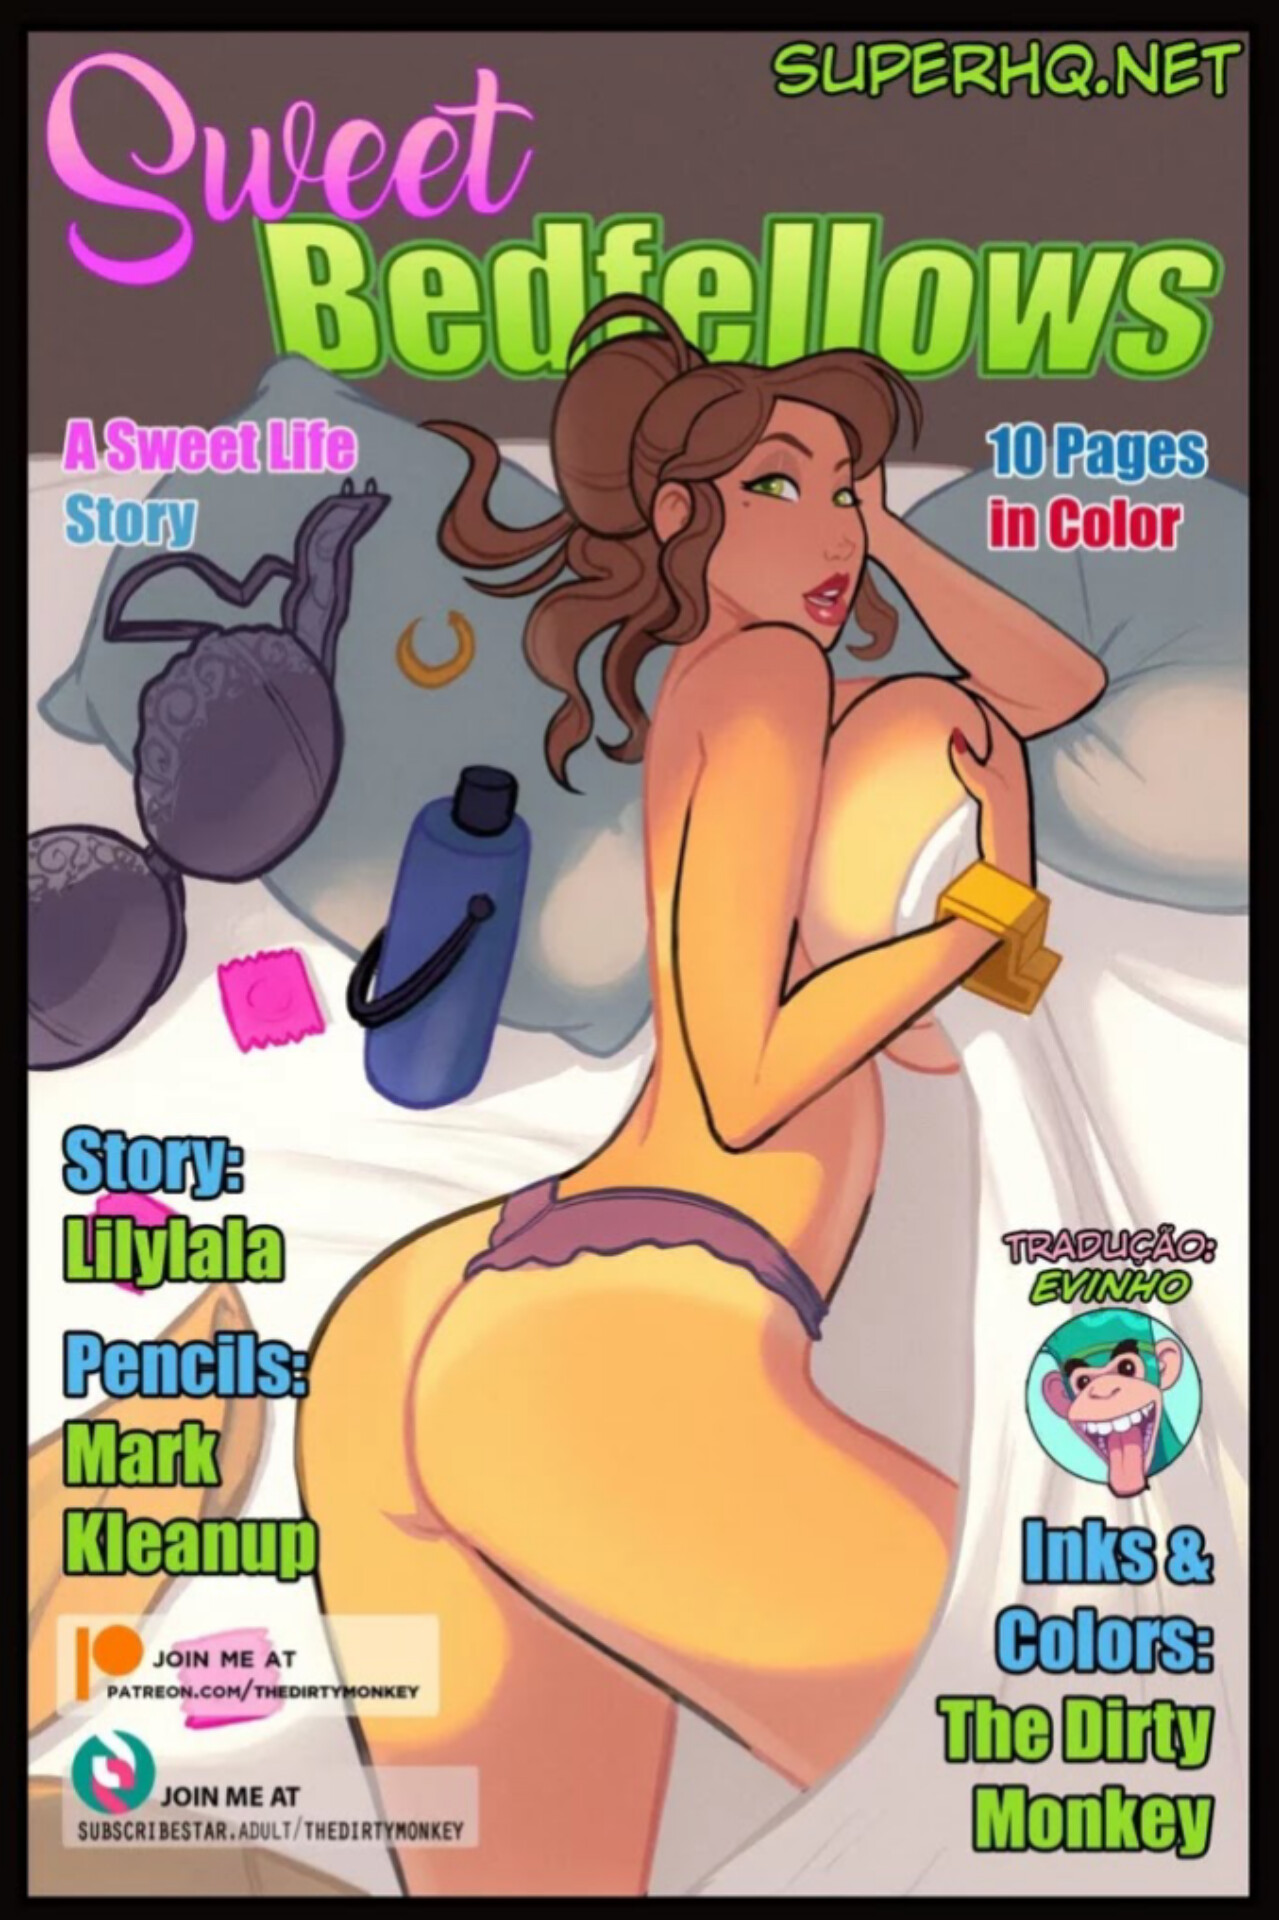 SUPERHQ.NET
Sweet
Bedfellows
A Sweet Life
Story
10 Pages
in Color
Story:
Lilylala
Pencils:
Mark
Kleanup
TRADUÇÃO:
EVINHO
Inks &
Colors:
The Dirty
Monkey
JOIN ME AT
PATREON.COM/THEDIRTYMONKEY
JOIN ME AT
SUBSCRIBESTAR.ADULT/THEDIRTYMONKEY